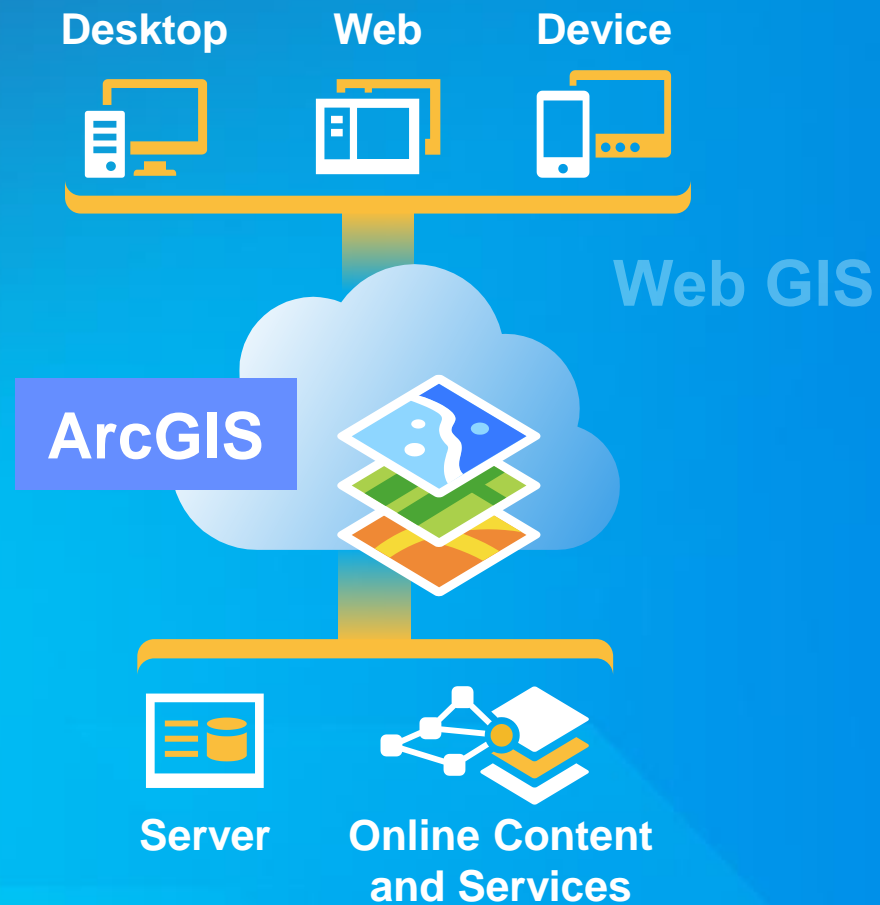 Desktop Web Device
Web GIS
ArcGIS
Server
Online Content
and Services